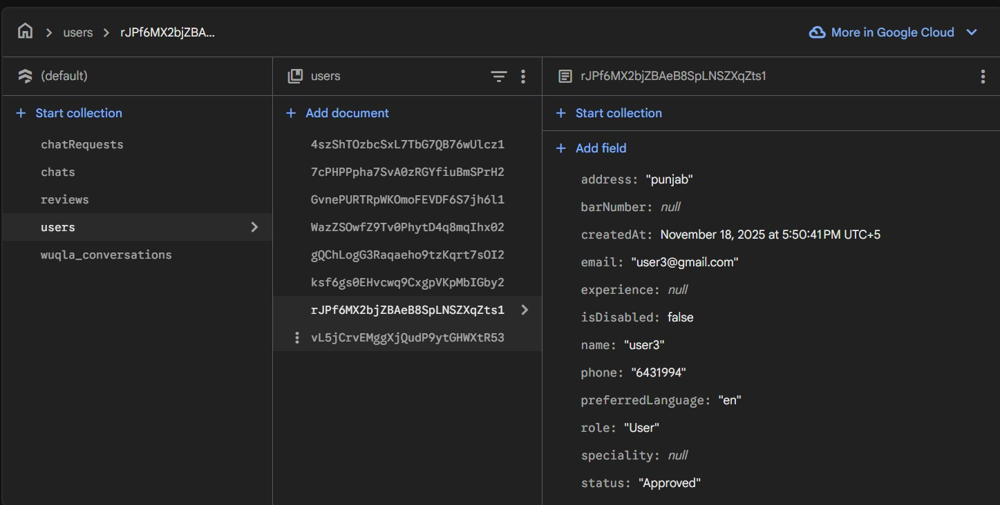 users rJPf6MX2bjZBA...
More in Google Cloud
(default)
Start collection
chatRequests
chats
reviews
users
wuqla_conversations
users
Add document
4szShTOzbcSxL7TbG7QB76wUlcz1
7cPHPPpha7SvA0zRGYfiuBmSPrH2
GvnePURTRpWKOmoFEVDF6S7jh6l1
WazZSOwfZ9Tv0PhytD4q8mqIhx02
gQChLogG3Raqaeho9tzKqrt7sOI2
ksf6gs0EHvcwq9CxgpVKpMbIGby2
rJPf6MX2bjZBAeB8SpLNSZXqZts1
vL5jCrvEMggXjQudP9ytGHWXtR53
rJPf6MX2bjZBAeB8SpLNSZXqZts1
Start collection
Add field
address: "punjab"
barNumber: null
createdAt: November 18, 2025 at 5:50:41 PM UTC+5
email: "user3@gmail.com"
experience: null
isDisabled: false
name: "user3"
phone: "6431994"
preferredLanguage: "en"
role: "User"
speciality: null
status: "Approved"